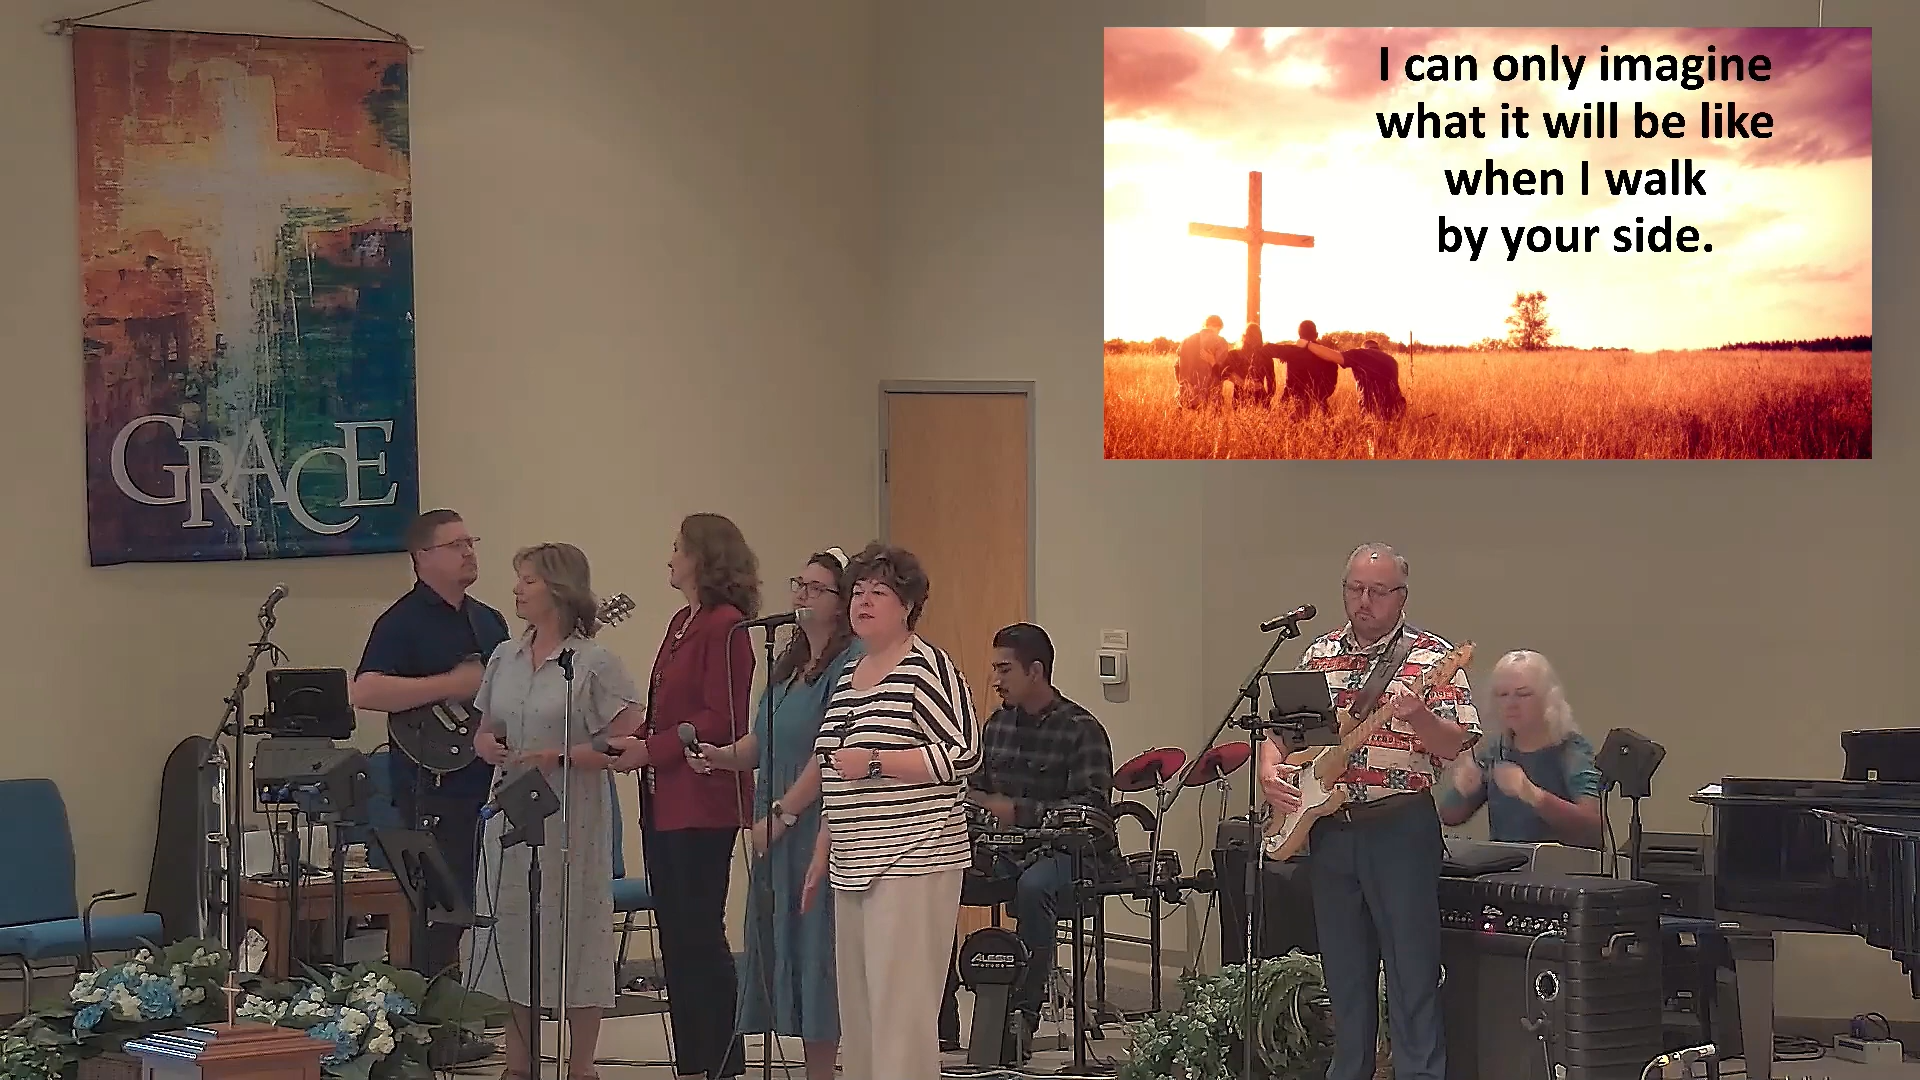 GRACE
I can only imagine
what it will be like
when I walk
by your side.
ALESIS
ALESIS